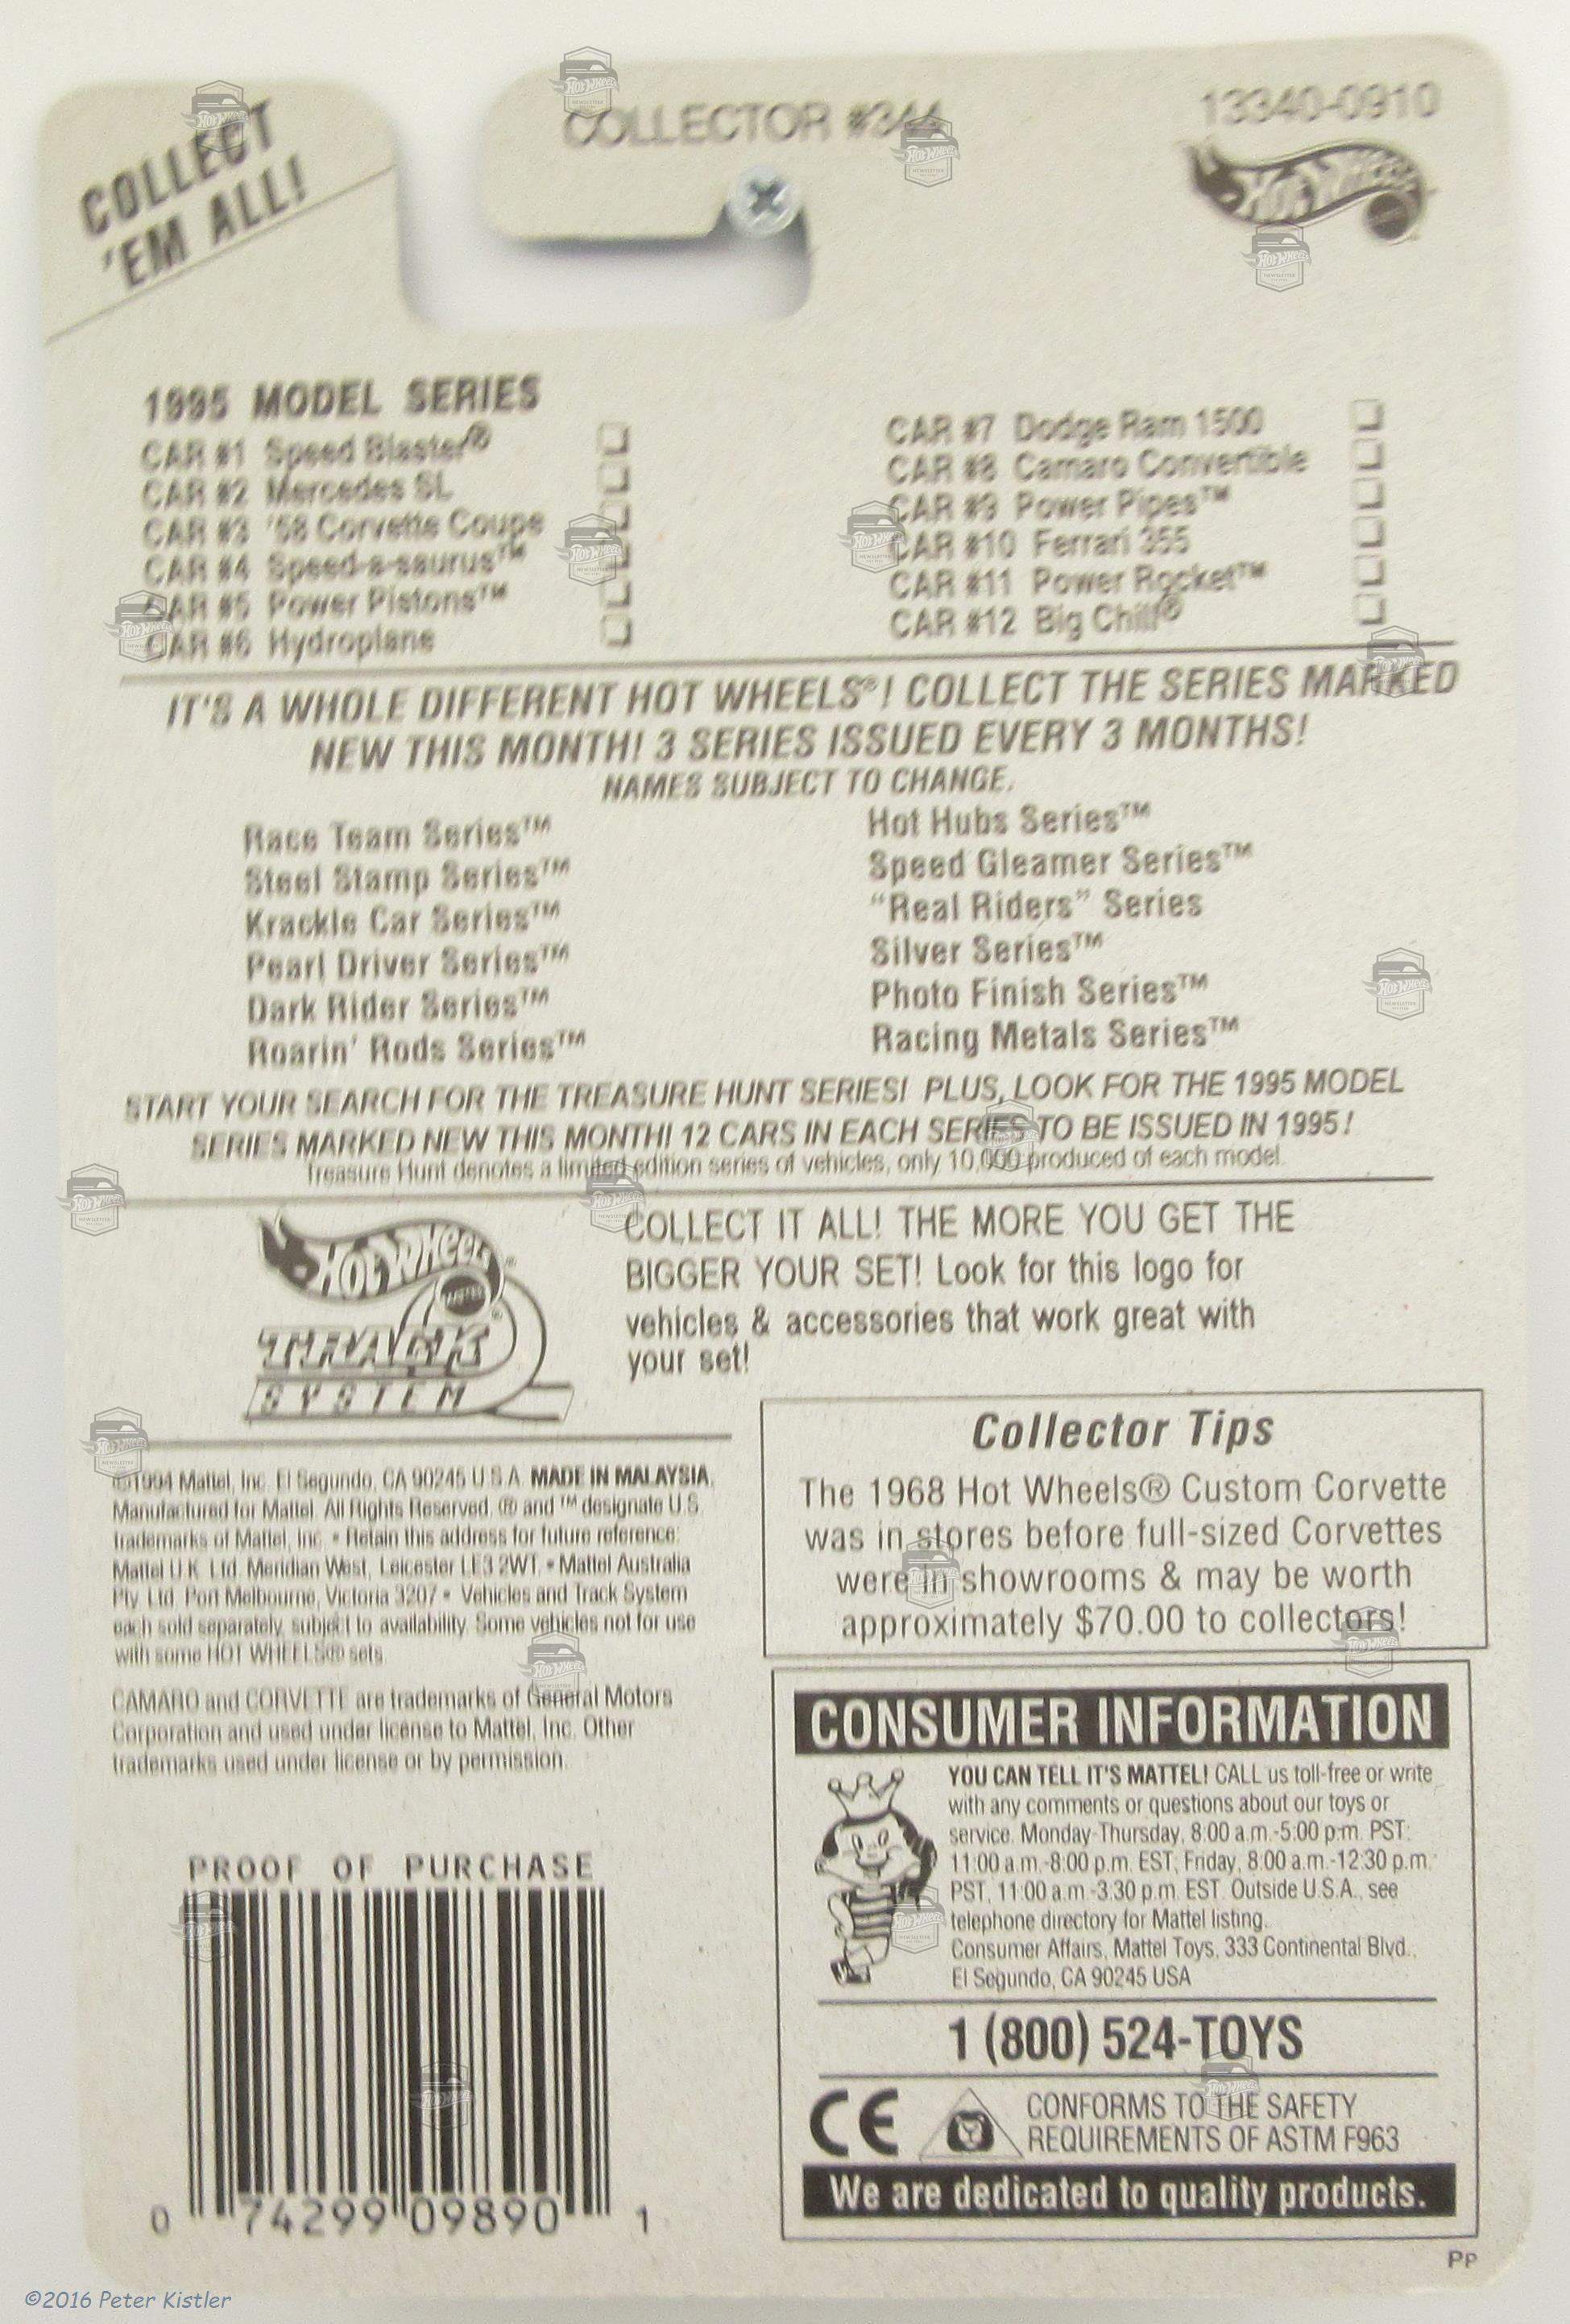 COLLECT
'EM ALL!
COLLECTOR #344
13340-0910
HOT WHEELS
1995 MODEL SERIES
CAR #1 Speed Blaster®
CAR #2 Mercedes SL
CAR #3 '58 Corvette Coupe
CAR #4 Speed-a-saurus™
CAR #5 Power Pistons™
CAR #6 Hydroplane
CAR #7 Dodge Ram 1500
CAR #8 Camaro Convertible
CAR #9 Power Pipes™
CAR #10 Ferrari 355
CAR #11 Power Rocket™
CAR #12 Big Chill®
IT'S A WHOLE DIFFERENT HOT WHEELS®! COLLECT THE SERIES MARKED
NEW THIS MONTH! 3 SERIES ISSUED EVERY 3 MONTHS!
NAMES SUBJECT TO CHANGE.
Race Team Series™
Steel Stamp Series™
Krackle Car Series™
Pearl Driver Series™
Dark Rider Series™
Roarin' Rods Series™
Hot Hubs Series™
Speed Gleamer Series™
“Real Riders” Series
Silver Series™
Photo Finish Series™
Racing Metals Series™
START YOUR SEARCH FOR THE TREASURE HUNT SERIES! PLUS, LOOK FOR THE 1995 MODEL
SERIES MARKED NEW THIS MONTH! 12 CARS IN EACH SERIES TO BE ISSUED IN 1995!
Treasure Hunt denotes a limited edition series of vehicles, only 10,000 produced of each model.
HOT WHEELS®
TRACK®
SYSTEM
COLLECT IT ALL! THE MORE YOU GET THE
BIGGER YOUR SET! Look for this logo for
vehicles & accessories that work great with
your set!
©1994 Mattel, Inc. El Segundo, CA 90245 U.S.A. MADE IN MALAYSIA.
Manufactured for Mattel. All Rights Reserved. ® and ™ designate U.S.
trademarks of Mattel, Inc. • Retain this address for future reference:
Mattel U.K. Ltd. Meridian West, Leicester LE3 2WT. • Mattel Australia
Pty. Ltd. Port Melbourne, Victoria 3207 • Vehicles and Track System
each sold separately, subject to availability. Some vehicles not for use
with some HOT WHEELS® sets.
CAMARO and CORVETTE are trademarks of General Motors
Corporation and used under license to Mattel, Inc. Other
trademarks used under license or by permission.
Collector Tips
The 1968 Hot Wheels® Custom Corvette
was in stores before full-sized Corvettes
were in showrooms & may be worth
approximately $70.00 to collectors!
CONSUMER INFORMATION
YOU CAN TELL IT'S MATTEL! CALL us toll-free or write
with any comments or questions about our toys or
service. Monday-Thursday, 8:00 a.m.-5:00 p.m. PST:
11:00 a.m.-8:00 p.m. EST; Friday, 8:00 a.m.-12:30 p.m.
PST, 11:00 a.m.-3:30 p.m. EST. Outside U.S.A., see
telephone directory for Mattel listing.
Consumer Affairs, Mattel Toys, 333 Continental Blvd.,
El Segundo, CA 90245 USA
1 (800) 524-TOYS
CE
CONFORMS TO THE SAFETY
REQUIREMENTS OF ASTM F963
We are dedicated to quality products.
PP
PROOF OF PURCHASE
0 74299 09890 1
©2016 Peter Kistler